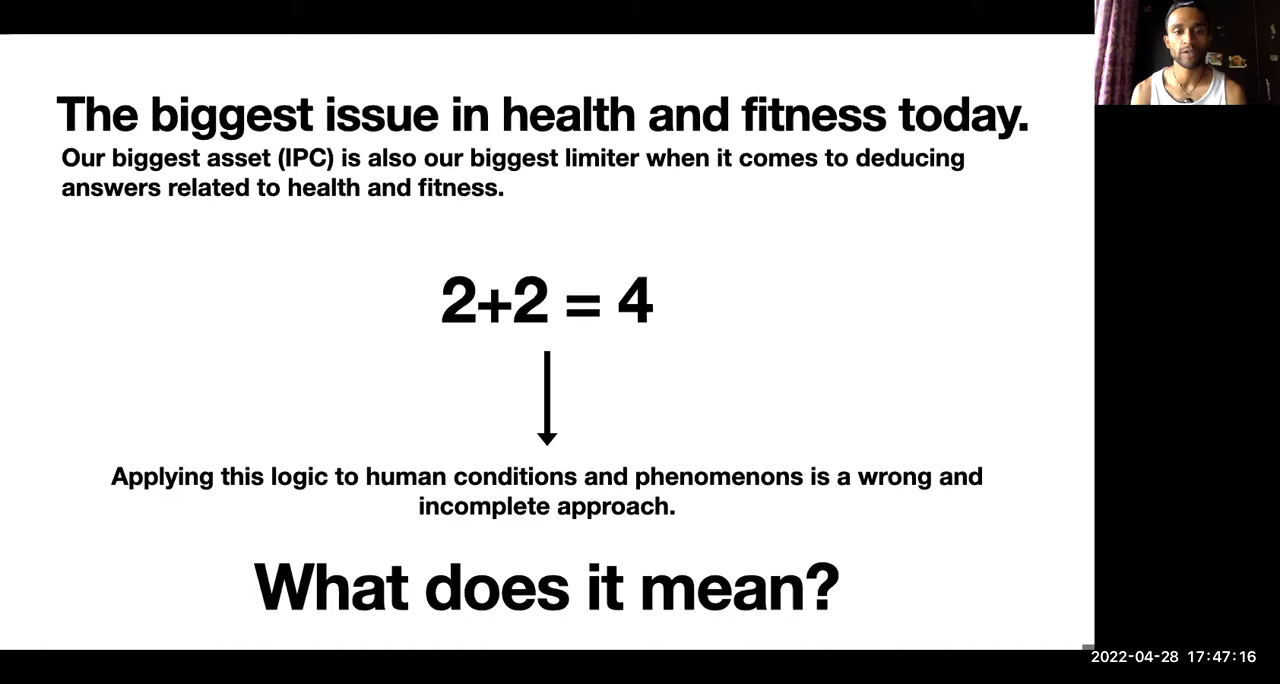 The biggest issue in health and fitness today.
Our biggest asset (IPC) is also our biggest limiter when it comes to deducing
answers related to health and fitness.
2+2 = 4
Applying this logic to human conditions and phenomenons is a wrong and
incomplete approach.
What does it mean?
2022-04-28 17:47:16